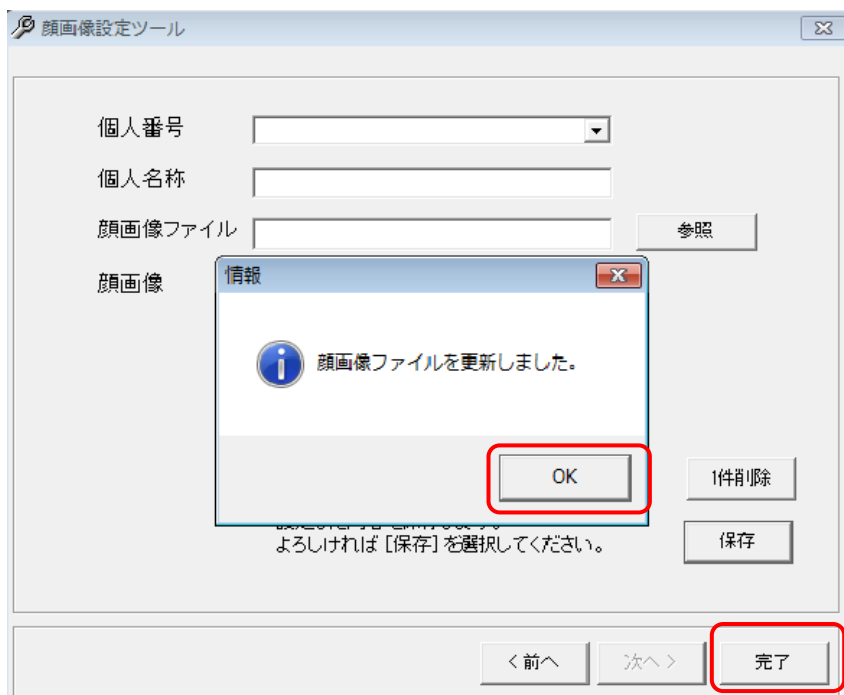 顔画像設定ツール
個人番号
個人名称
顔画像ファイル
参照
顔画像
情報
顔画像ファイルを更新しました。
OK
1件削除
よろしければ [保存] を選択してください。
保存
< 前へ
次へ >
完了